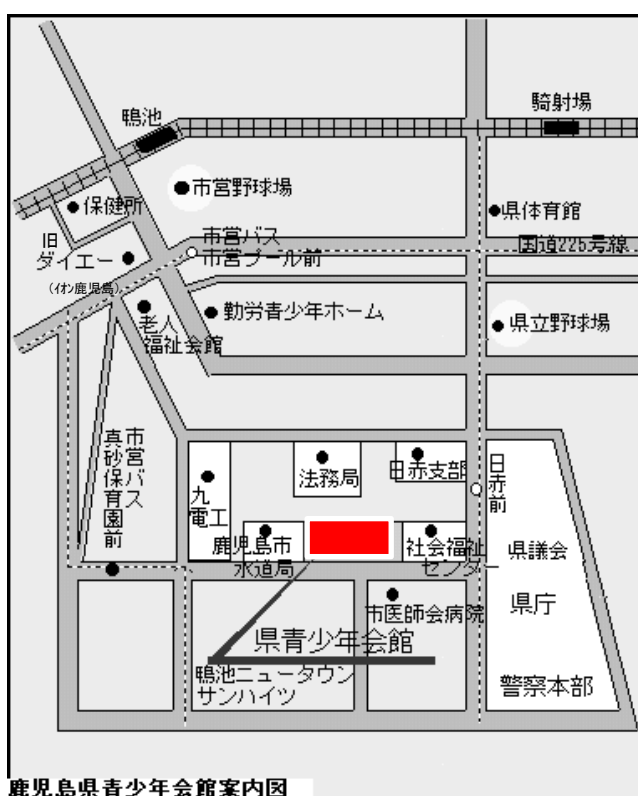 騎射場
鴨池
市営野球場
保健所
県体育館
旧
ダイエー
(イオン鹿児島)
市営バス
市営プール前
国道225号線
老人
福祉会館
勤労青少年ホーム
県立野球場
市営バス
真砂保育園前
九
電工
法務局
日赤支部
日赤前
鹿児島市
水道局
社会福祉
センター
県議会
県庁
警察本部
市医師会病院
県青少年会館
鴨池ニュータウン
サンハイツ
鹿児島県青少年会館案内図